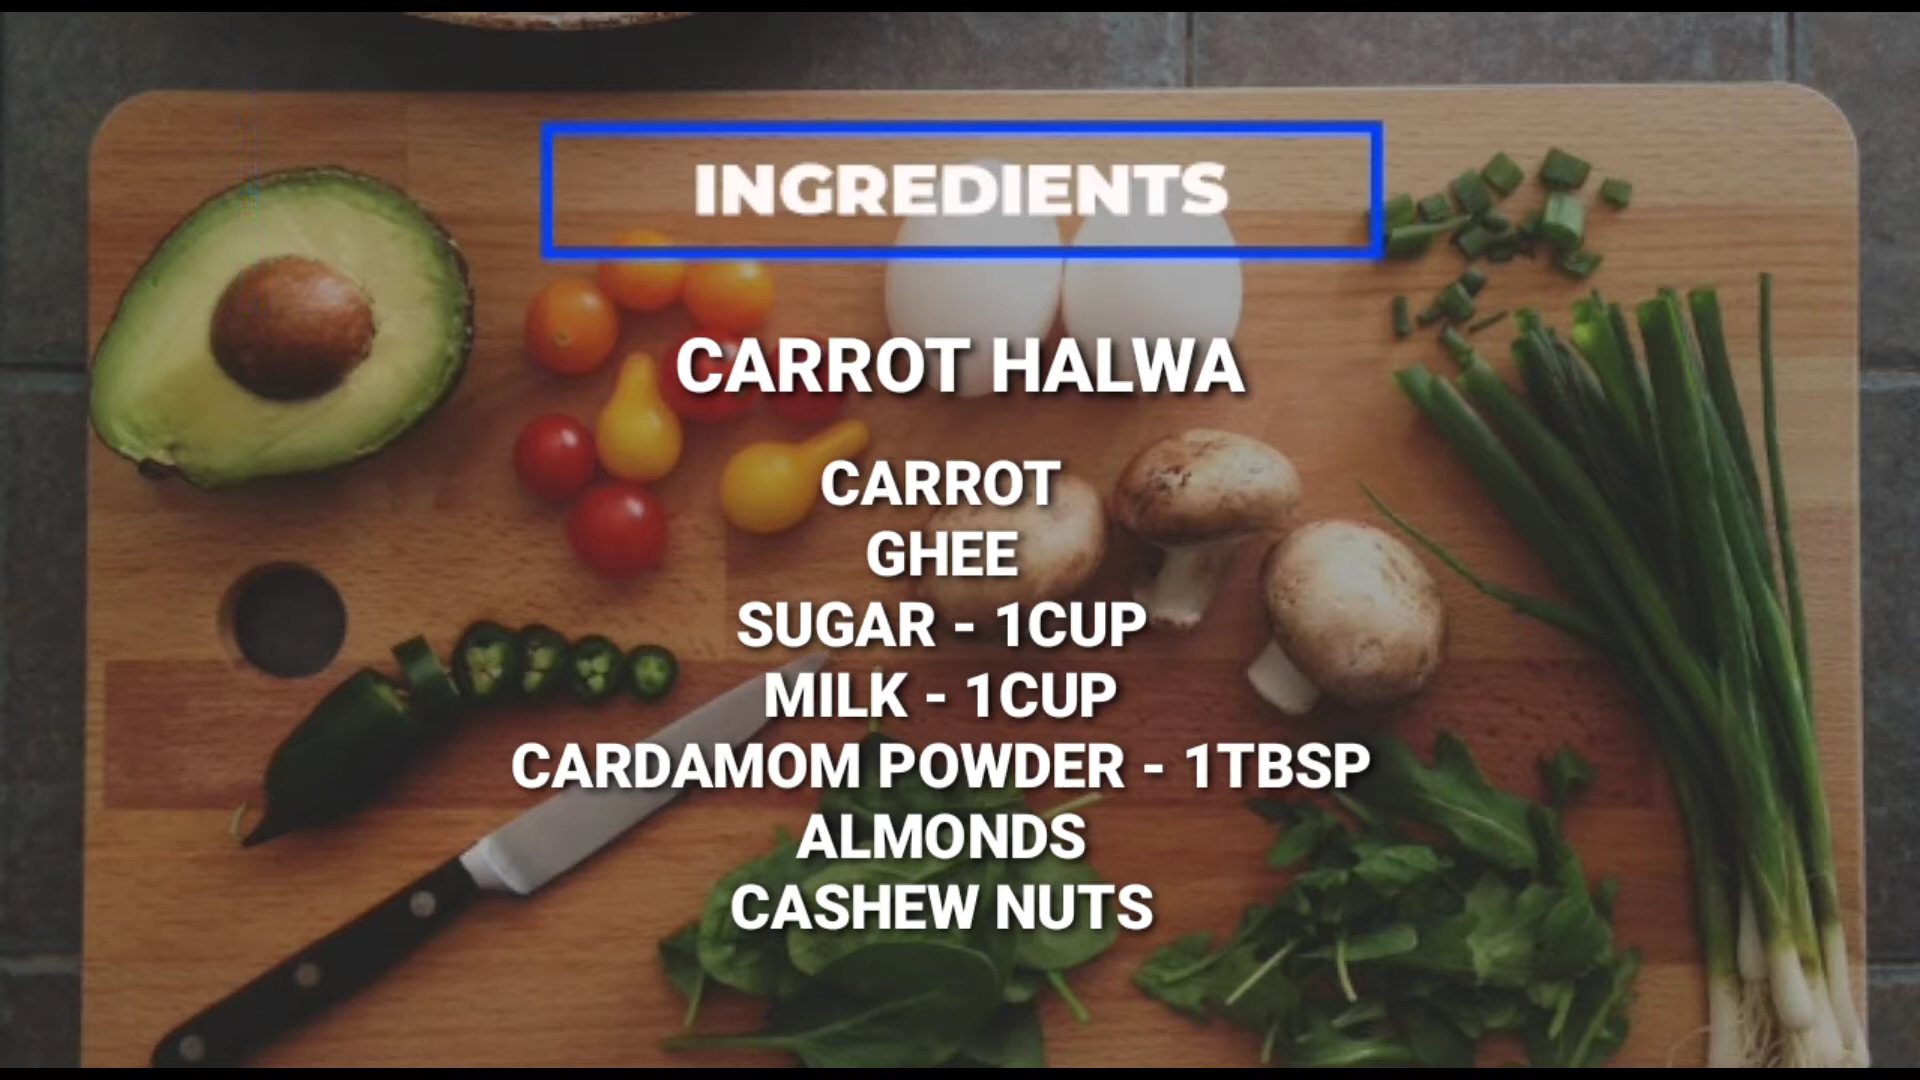 INGREDIENTS
CARROT HALWA
CARROT
GHEE
SUGAR - 1CUP
MILK - 1CUP
CARDAMOM POWDER - 1TBSP
ALMONDS
CASHEW NUTS